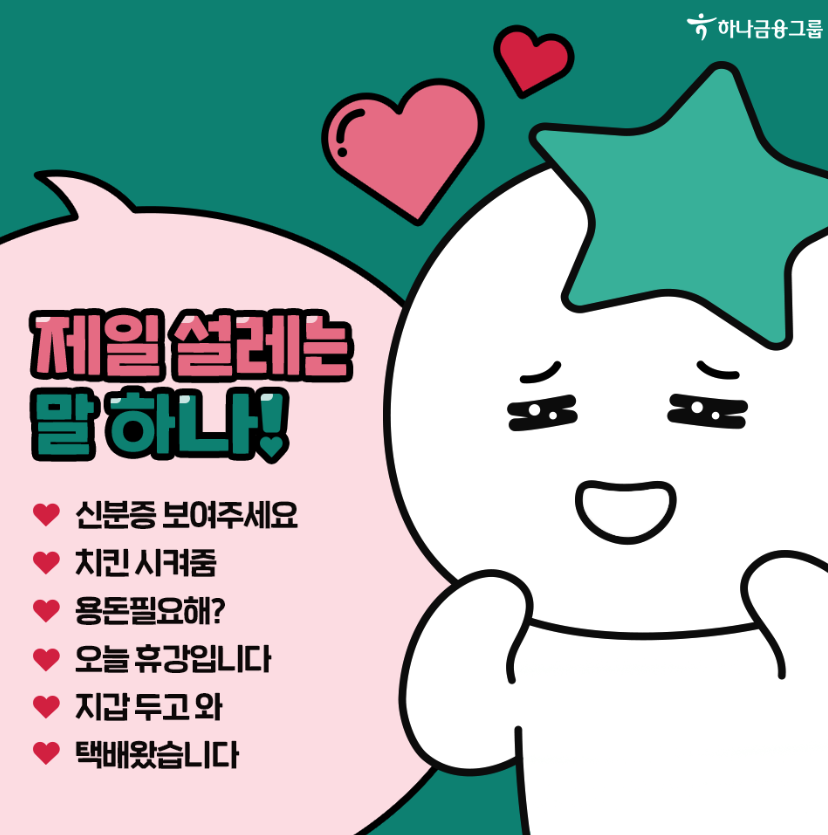 하나금융그룹
제일 설레는
말 하나!
신분증 보여주세요
치킨 시켜줌
용돈필요해?
오늘 휴강입니다
지갑 두고 와
택배왔습니다